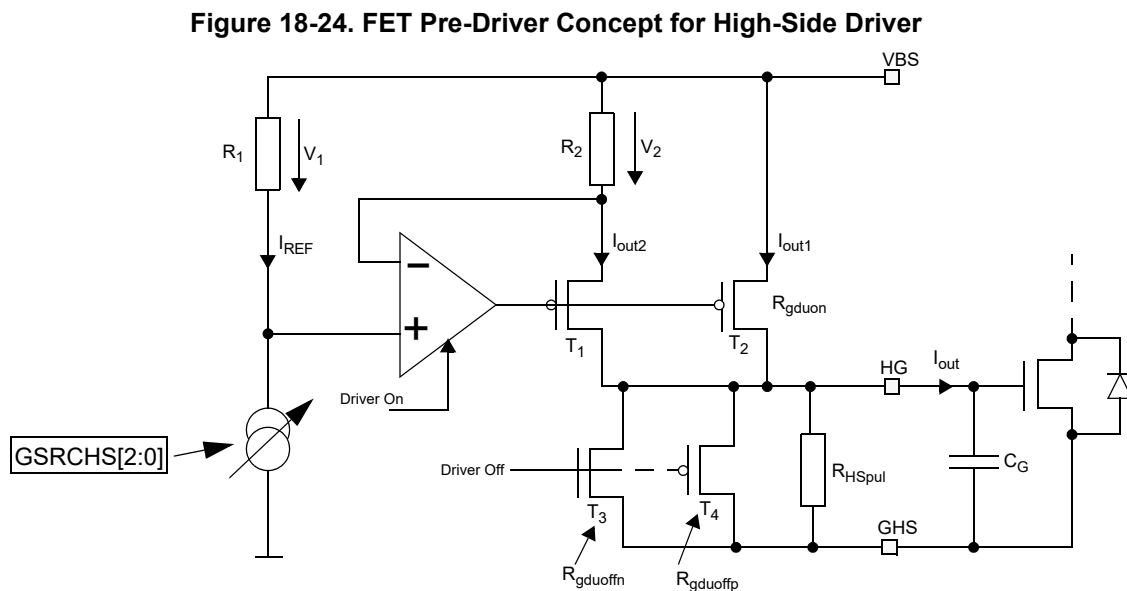 Figure 18-24. FET Pre-Driver Concept for High-Side Driver
VBS
R1
V1
R2
V2
IREF
Iout2
Iout1
−
+
Rgduon
T1
T2
Driver On
HG
Iout
GSRCHS[2:0]
Driver Off
RHSpul
CG
T3
T4
GHS
Rgduoffn
Rgduoffp